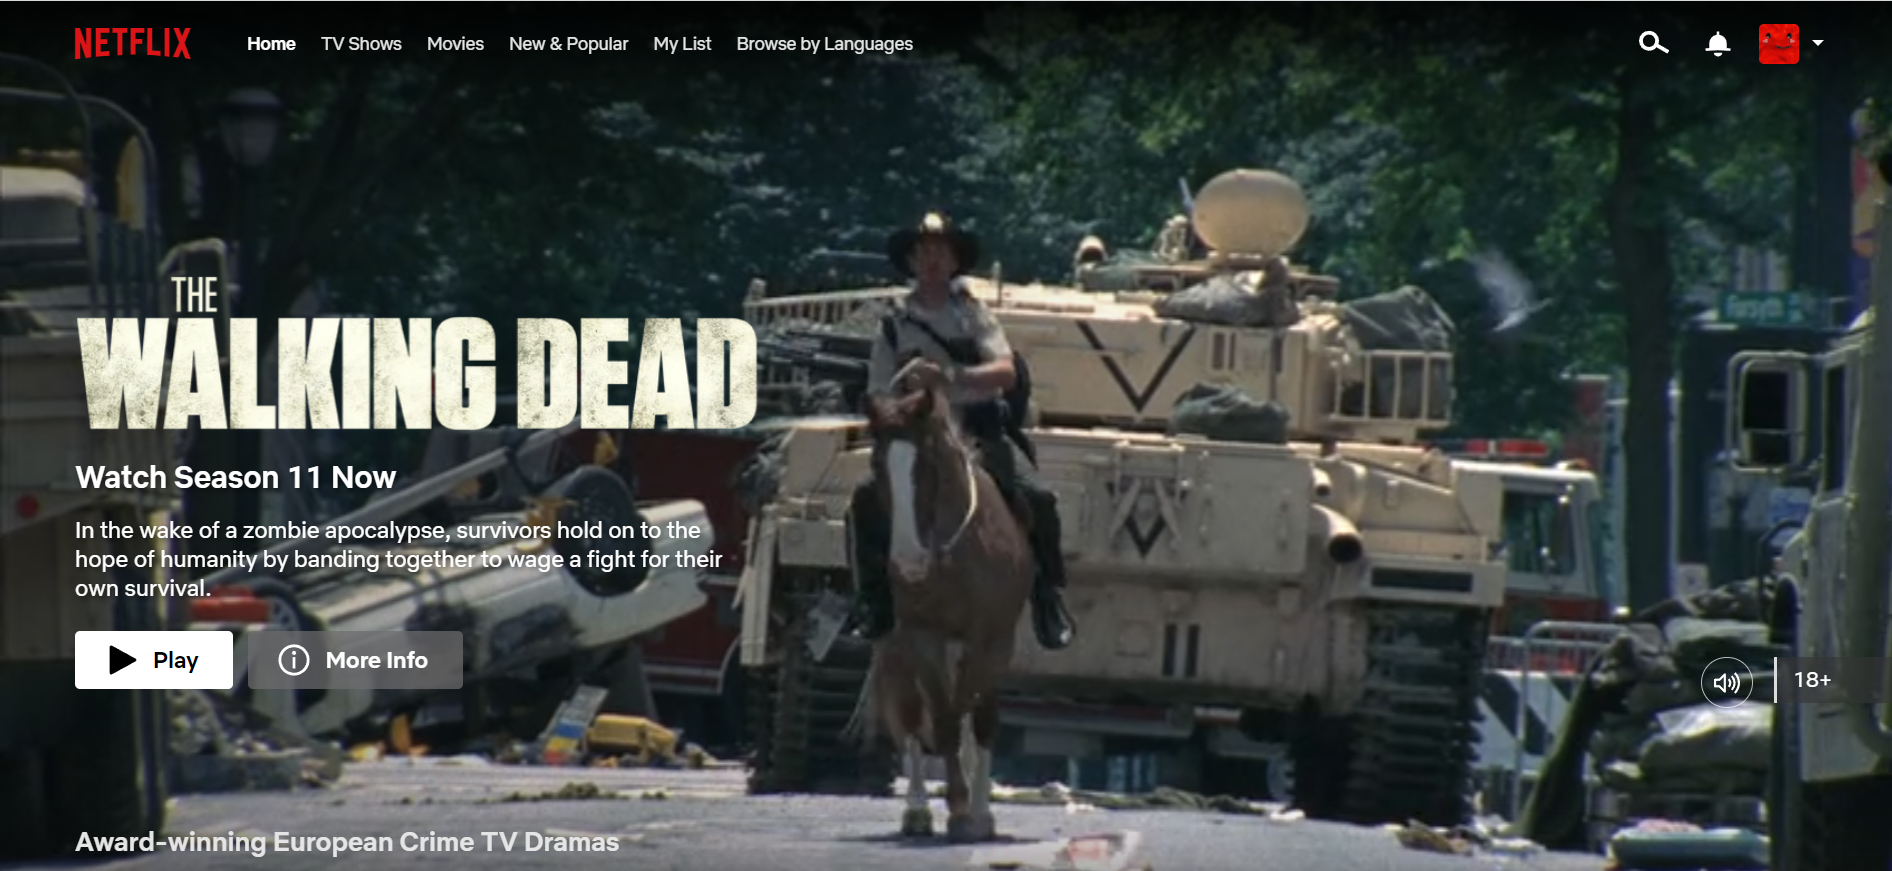 NETFLIX
Home
TV Shows
Movies
New & Popular
My List
Browse by Languages
THE
WALKING DEAD
Watch Season 11 Now
In the wake of a zombie apocalypse, survivors hold on to the
hope of humanity by banding together to wage a fight for their
own survival.
Play
More Info
18+
Award-winning European Crime TV Dramas